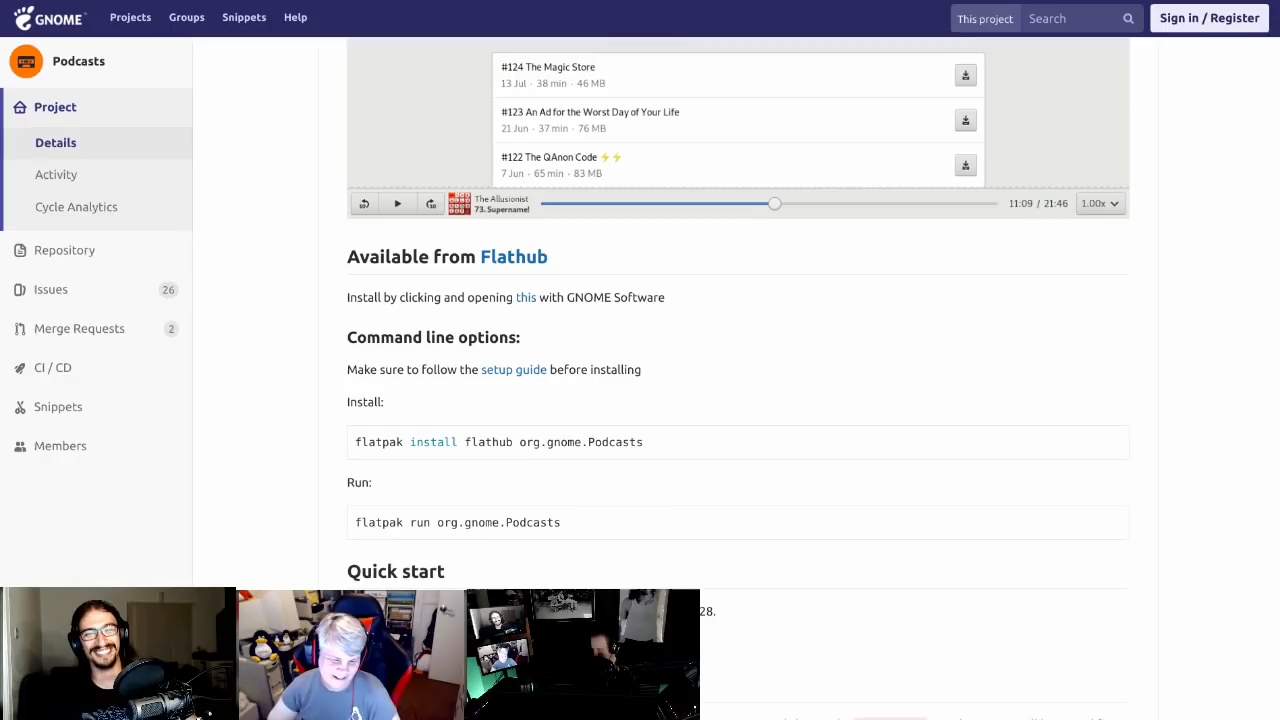 GNOME
Projects
Groups
Snippets
Help
This project
Search
Sign in / Register
Podcasts
Project
Details
Activity
Cycle Analytics
Repository
Issues 26
Merge Requests 2
CI / CD
Snippets
Members
#124 The Magic Store
13 Jul · 38 min · 46 MB
#123 An Ad for the Worst Day of Your Life
21 Jun · 37 min · 76 MB
#122 The QAnon Code ⚡⚡
7 Jun · 65 min · 83 MB
The Allusionist
73. Supername!
11:09 / 21:46
1.00x
Available from Flathub
Install by clicking and opening this with GNOME Software
Command line options:
Make sure to follow the setup guide before installing
Install:
flatpak install flathub org.gnome.Podcasts
Run:
flatpak run org.gnome.Podcasts
Quick start
28.